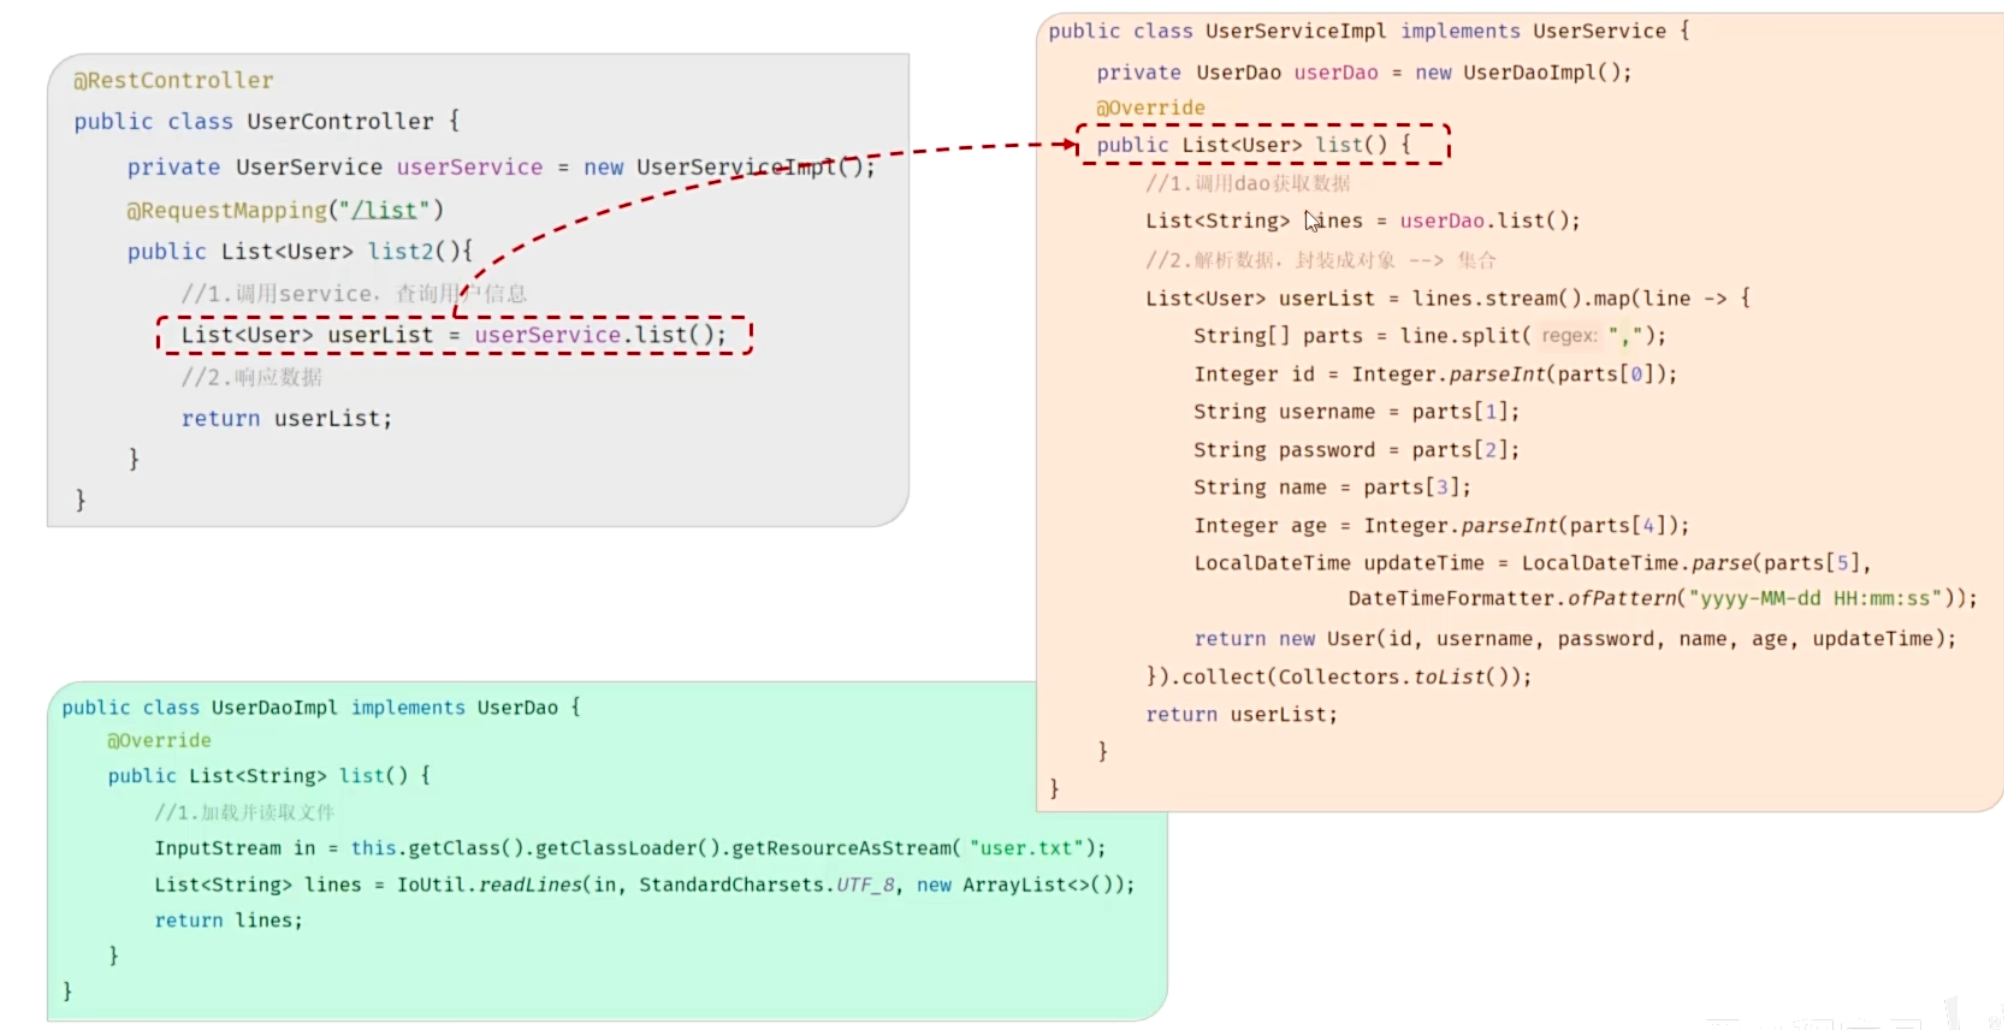 @RestController
public class UserController {
private UserService userService = new UserServiceImpl();
@RequestMapping("/list")
public List<User> list2(){
//1.调用service，查询用户信息
List<User> userList = userService.list();
//2.响应数据
return userList;
}
}
public class UserServiceImpl implements UserService {
private UserDao userDao = new UserDaoImpl();
@Override
public List<User> list() {
//1.调用dao获取数据
List<String> lines = userDao.list();
//2.解析数据，封装成对象 --> 集合
List<User> userList = lines.stream().map(line -> {
String[] parts = line.split( regex: ",");
Integer id = Integer.parseInt(parts[0]);
String username = parts[1];
String password = parts[2];
String name = parts[3];
Integer age = Integer.parseInt(parts[4]);
LocalDateTime updateTime = LocalDateTime.parse(parts[5],
DateTimeFormatter.ofPattern("yyyy-MM-dd HH:mm:ss"));
return new User(id, username, password, name, age, updateTime);
}).collect(Collectors.toList());
return userList;
}
}
public class UserDaoImpl implements UserDao {
@Override
public List<String> list() {
//1.加载并读取文件
InputStream in = this.getClass().getClassLoader().getResourceAsStream( "user.txt");
List<String> lines = IoUtil.readLines(in, StandardCharsets.UTF_8, new ArrayList<>());
return lines;
}
}